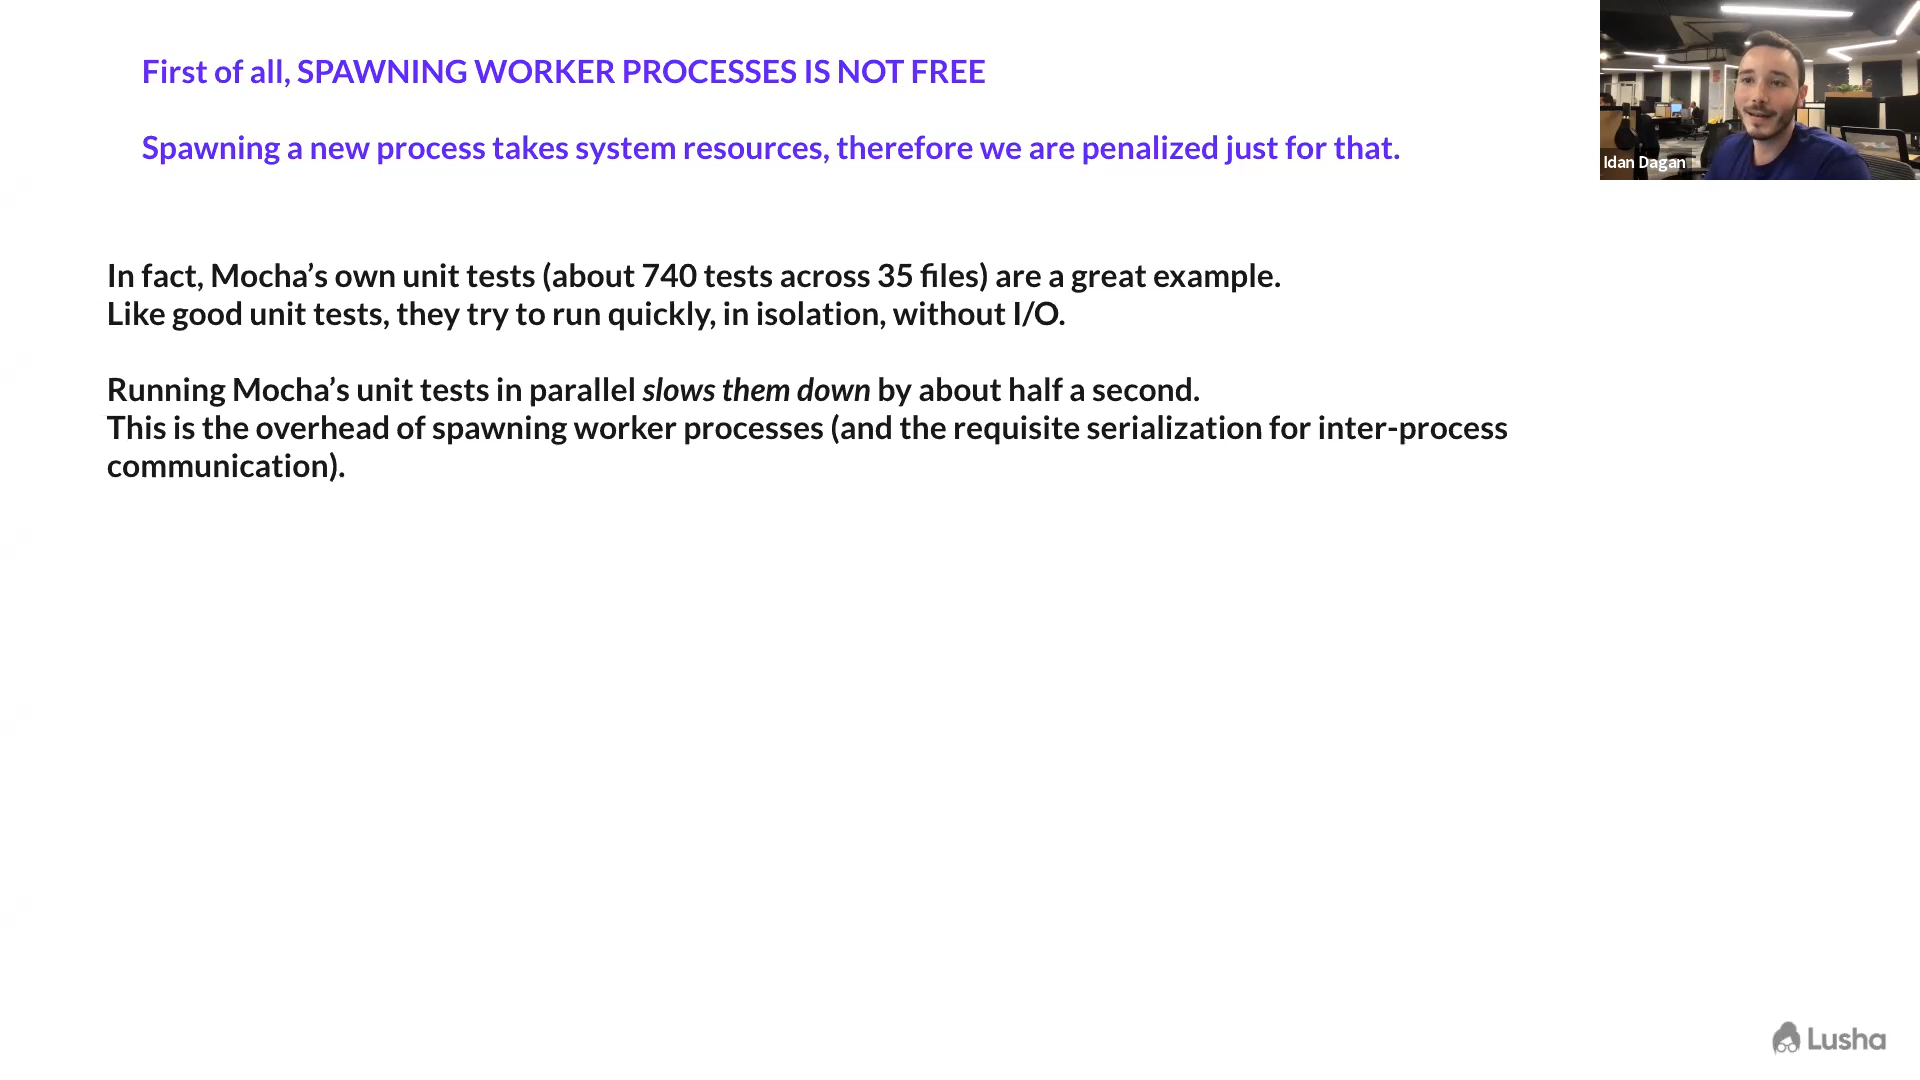 First of all, SPAWNING WORKER PROCESSES IS NOT FREE
Spawning a new process takes system resources, therefore we are penalized just for that.
Idan Dagan
In fact, Mocha’s own unit tests (about 740 tests across 35 files) are a great example.
Like good unit tests, they try to run quickly, in isolation, without I/O.
Running Mocha’s unit tests in parallel slows them down by about half a second.
This is the overhead of spawning worker processes (and the requisite serialization for inter-process
communication).
Lusha